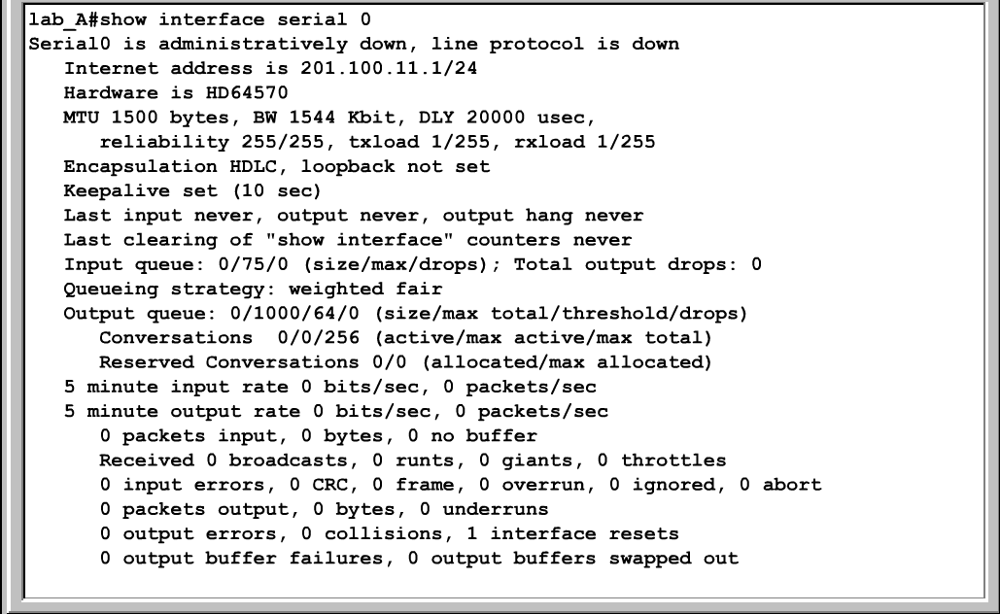 lab_A#show interface serial 0
Serial0 is administratively down, line protocol is down
Internet address is 201.100.11.1/24
Hardware is HD64570
MTU 1500 bytes, BW 1544 Kbit, DLY 20000 usec,
reliability 255/255, txload 1/255, rxload 1/255
Encapsulation HDLC, loopback not set
Keepalive set (10 sec)
Last input never, output never, output hang never
Last clearing of "show interface" counters never
Input queue: 0/75/0 (size/max/drops); Total output drops: 0
Queueing strategy: weighted fair
Output queue: 0/1000/64/0 (size/max total/threshold/drops)
Conversations  0/0/256 (active/max active/max total)
Reserved Conversations 0/0 (allocated/max allocated)
5 minute input rate 0 bits/sec, 0 packets/sec
5 minute output rate 0 bits/sec, 0 packets/sec
0 packets input, 0 bytes, 0 no buffer
Received 0 broadcasts, 0 runts, 0 giants, 0 throttles
0 input errors, 0 CRC, 0 frame, 0 overrun, 0 ignored, 0 abort
0 packets output, 0 bytes, 0 underruns
0 output errors, 0 collisions, 1 interface resets
0 output buffer failures, 0 output buffers swapped out